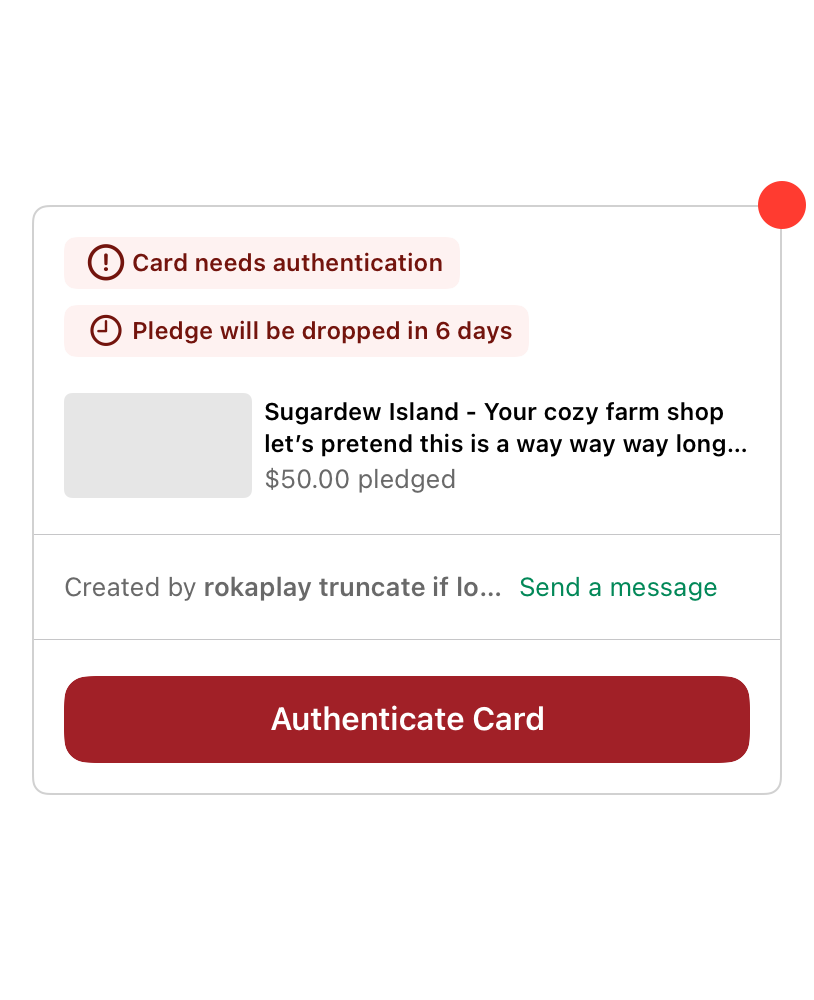 Card needs authentication
Pledge will be dropped in 6 days
Sugardew Island - Your cozy farm shop
let’s pretend this is a way way way long...
$50.00 pledged
Created by rokaplay truncate if lo... Send a message
Authenticate Card